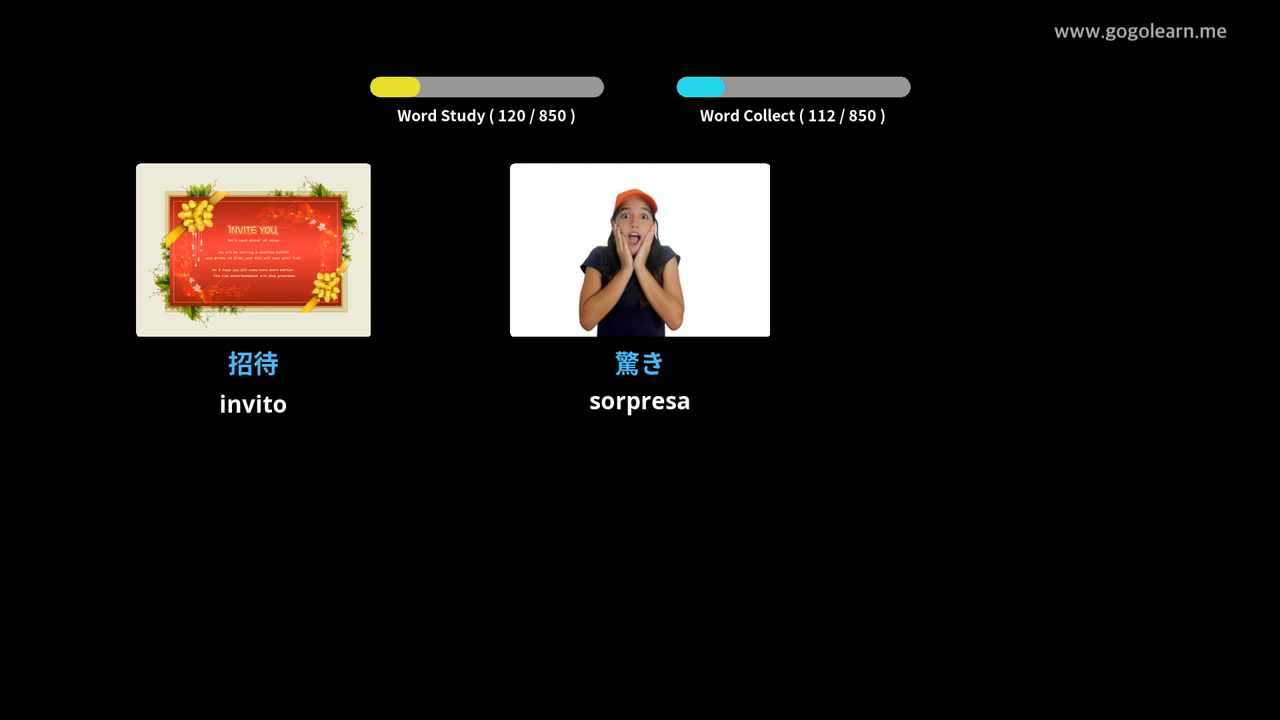 www.gogolearn.me
Word Study ( 120 / 850 )
Word Collect ( 112 / 850 )
INVITE YOU
招待
invito
驚き
sorpresa